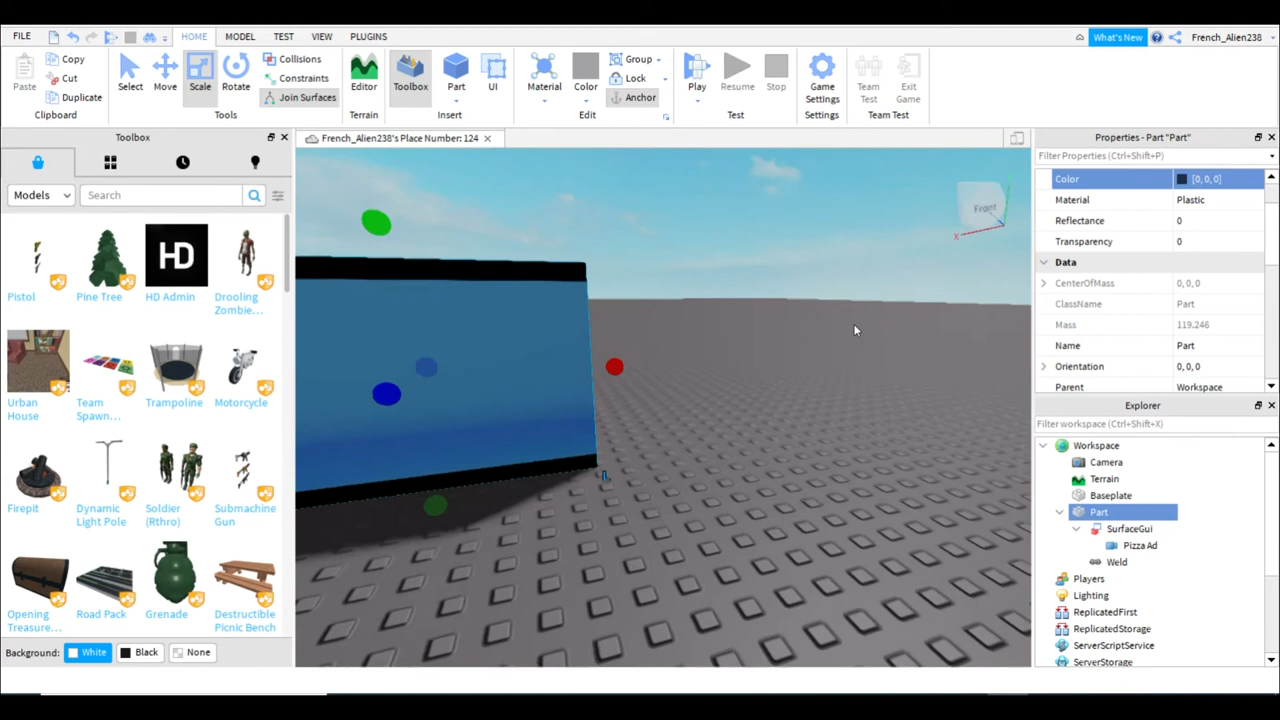 FILE HOME MODEL TEST VIEW PLUGINS What's New French_Alien238
Paste Copy Cut Duplicate Clipboard
Select Move Scale Rotate Tools
Collisions Constraints Join Surfaces
Editor Terrain
Toolbox Part UI Insert
Material Color Group Lock Anchor Edit
Play Resume Stop Test
Game Settings Settings
Team Test Exit Game Team Test
Toolbox
Models Search
Pistol Pine Tree HD Admin Drooling Zombie...
HD
Urban House Team Spawn... Trampoline Motorcycle
Firepit Dynamic Light Pole Soldier (Rthro) Submachine Gun
Opening Treasure... Road Pack Grenade Destructible Picnic Bench
Background: White Black None
French_Alien238's Place Number: 124
Front
X
Properties - Part "Part"
Filter Properties (Ctrl+Shift+P)
Color [0, 0, 0]
Material Plastic
Reflectance 0
Transparency 0
Data
CenterOfMass 0, 0, 0
ClassName Part
Mass 119.246
Name Part
Orientation 0, 0, 0
Parent Workspace
Explorer
Filter workspace (Ctrl+Shift+X)
Workspace
Camera
Terrain
Baseplate
Part
SurfaceGui
Pizza Ad
Weld
Players
Lighting
ReplicatedFirst
ReplicatedStorage
ServerScriptService
ServerStorage